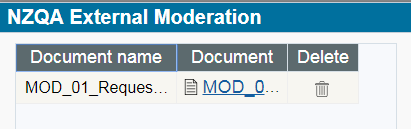 NZQA External Moderation
Document name Document Delete
MOD_01_Reques... MOD_0...